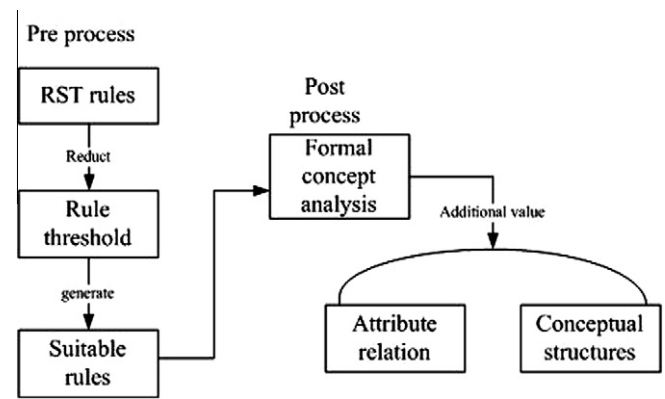 Pre process
RST rules
Reduct
Rule
threshold
generate
Suitable
rules
Post
process
Formal
concept
analysis
Additional value
Attribute
relation
Conceptual
structures